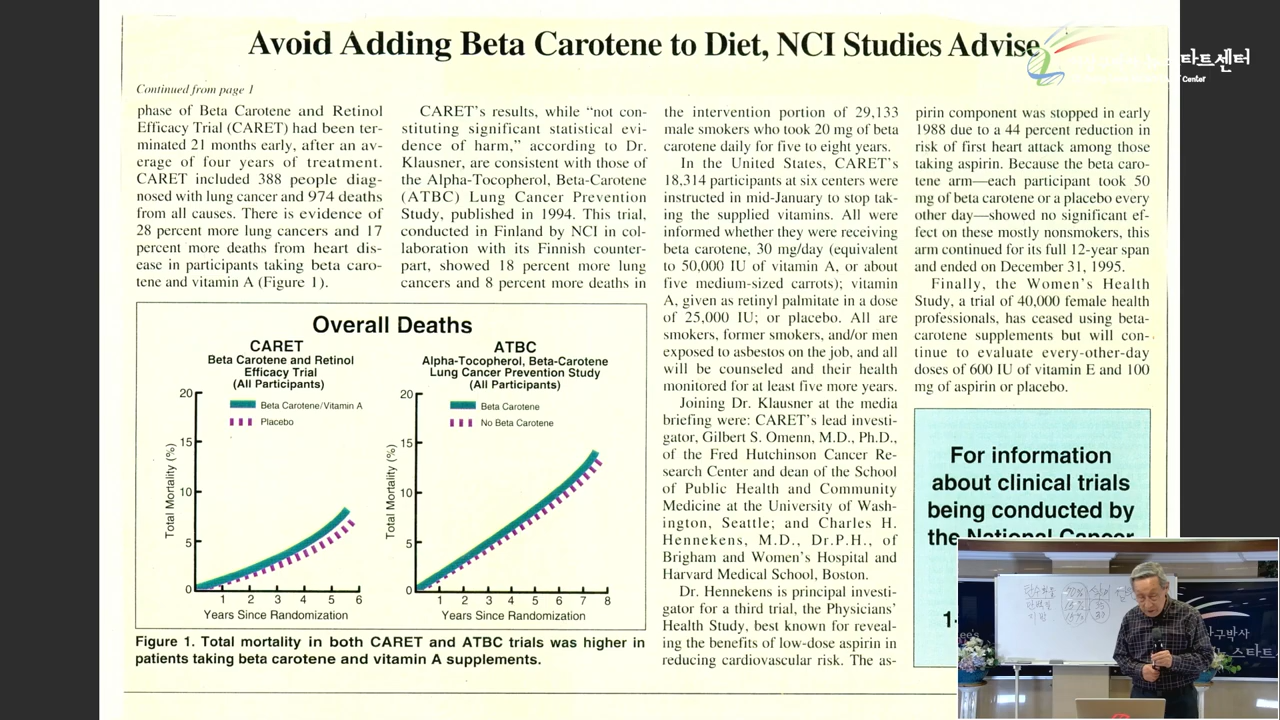 Avoid Adding Beta Carotene to Diet, NCI Studies Advise
타트센터
Center
Continued from page 1
phase of Beta Carotene and Retinol
Efficacy Trial (CARET) had been ter-
minated 21 months early, after an av-
erage of four years of treatment.
CARET included 388 people diag-
nosed with lung cancer and 974 deaths
from all causes. There is evidence of
28 percent more lung cancers and 17
percent more deaths from heart dis-
ease in participants taking beta caro-
tene and vitamin A (Figure 1).
CARET's results, while "not con-
stituting significant statistical evi-
dence of harm," according to Dr.
Klausner, are consistent with those of
the Alpha-Tocopherol, Beta-Carotene
(ATBC) Lung Cancer Prevention
Study, published in 1994. This trial,
conducted in Finland by NCI in col-
laboration with its Finnish counter-
part, showed 18 percent more lung
cancers and 8 percent more deaths in
Overall Deaths
CARET
Beta Carotene and Retinol
Efficacy Trial
(All Participants)
Beta Carotene/Vitamin A
Placebo
Total Mortality (%)
20
15
10
5
0
1 2 3 4 5 6
Years Since Randomization
ATBC
Alpha-Tocopherol, Beta-Carotene
Lung Cancer Prevention Study
(All Participants)
Beta Carotene
No Beta Carotene
Total Mortality (%)
20
15
10
5
0
1 2 3 4 5 6 7 8
Years Since Randomization
Figure 1. Total mortality in both CARET and ATBC trials was higher in
patients taking beta carotene and vitamin A supplements.
the intervention portion of 29,133
male smokers who took 20 mg of beta
carotene daily for five to eight years.
In the United States, CARET's
18,314 participants at six centers were
instructed in mid-January to stop tak-
ing the supplied vitamins. All were
informed whether they were receiving
beta carotene, 30 mg/day (equivalent
to 50,000 IU of vitamin A, or about
five medium-sized carrots); vitamin
A, given as retinyl palmitate in a dose
of 25,000 IU; or placebo. All are
smokers, former smokers, and/or men
exposed to asbestos on the job, and all
will be counseled and their health
monitored for at least five more years.
Joining Dr. Klausner at the media
briefing were: CARET's lead investi-
gator, Gilbert S. Omenn, M.D., Ph.D.,
of the Fred Hutchinson Cancer Re-
search Center and dean of the School
of Public Health and Community
Medicine at the University of Wash-
ington, Seattle; and Charles H.
Hennekens, M.D., Dr.P.H., of
Brigham and Women's Hospital and
Harvard Medical School, Boston.
Dr. Hennekens is principal investi-
gator for a third trial, the Physicians'
Health Study, best known for reveal-
ing the benefits of low-dose aspirin in
reducing cardiovascular risk. The as-
pirin component was stopped in early
1988 due to a 44 percent reduction in
risk of first heart attack among those
taking aspirin. Because the beta caro-
tene arm—each participant took 50
mg of beta carotene or a placebo every
other day—showed no significant ef-
fect on these mostly nonsmokers, this
arm continued for its full 12-year span
and ended on December 31, 1995.
Finally, the Women's Health
Study, a trial of 40,000 female health
professionals, has ceased using beta-
carotene supplements but will con-
tinue to evaluate every-other-day
doses of 600 IU of vitamin E and 100
mg of aspirin or placebo.
For information
about clinical trials
being conducted by
the National Cancer
1-
구박사
스타트